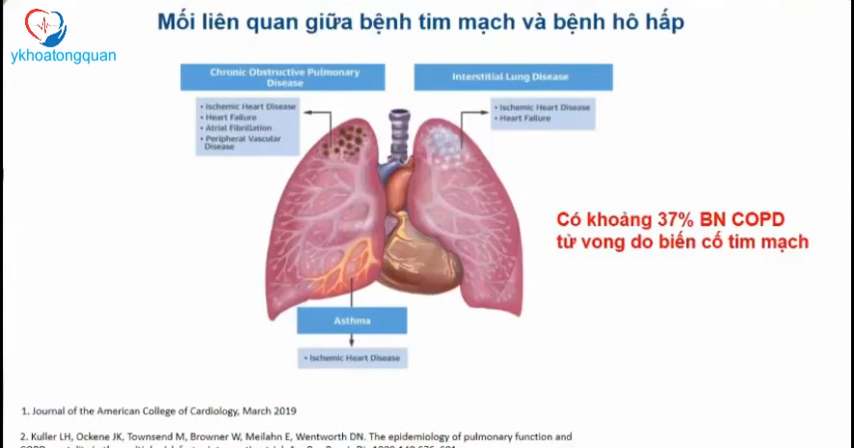 Mối liên quan giữa bệnh tim mạch và bệnh hô hấp
ykhoatongquan
Chronic Obstructive Pulmonary
Disease
• Ischemic Heart Disease
• Heart Failure
• Atrial Fibrillation
• Peripheral Vascular
Disease
Interstitial Lung Disease
• Ischemic Heart Disease
• Heart Failure
Có khoảng 37% BN COPD
tử vong do biến cố tim mạch
Asthma
• Ischemic Heart Disease
1. Journal of the American College of Cardiology, March 2019
2. Kuller LH, Ockene JK, Townsend M, Browner W, Meilahn E, Wentworth DN. The epidemiology of pulmonary function and